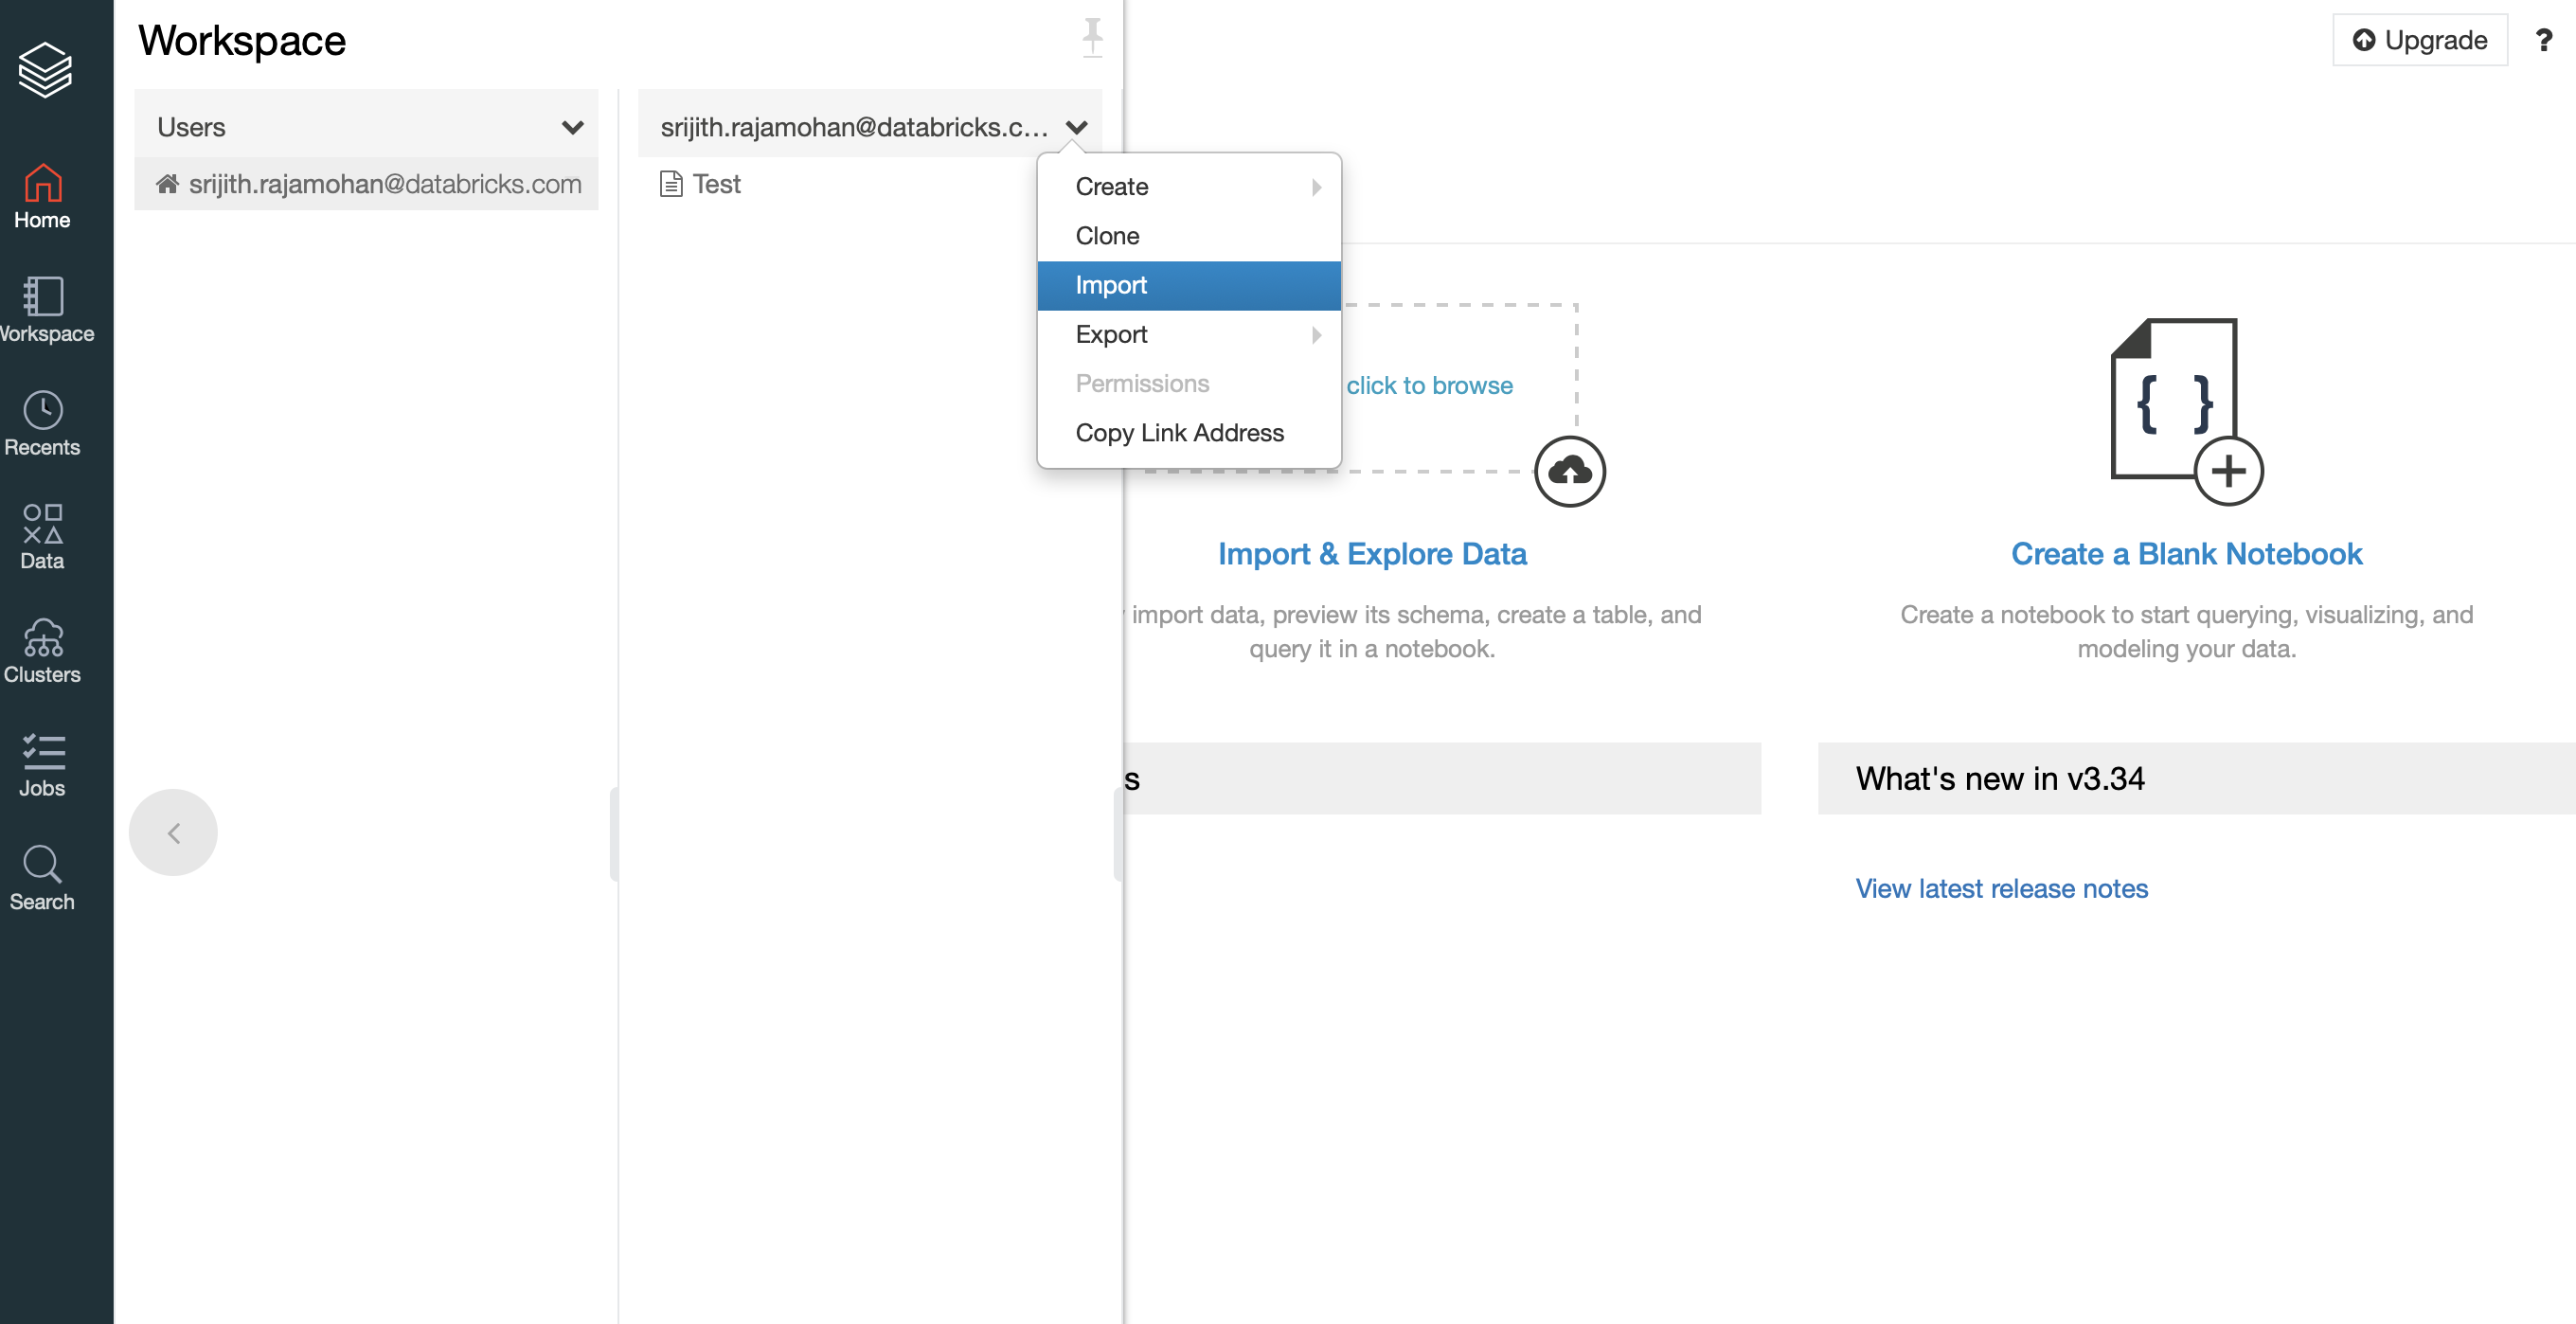 Workspace
Upgrade
?
Users
srijith.rajamohan@databricks.c...
srijith.rajamohan@databricks.com
Test
Home
Workspace
Recents
Data
Clusters
Jobs
Search
Create
Clone
Import
Export
Permissions
Copy Link Address
click to browse
{ }
Import & Explore Data
import data, preview its schema, create a table, and
query it in a notebook.
Create a Blank Notebook
Create a notebook to start querying, visualizing, and
modeling your data.
s
What's new in v3.34
View latest release notes